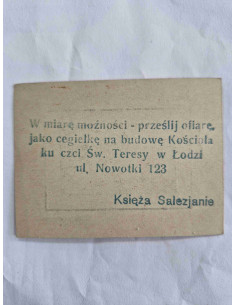 W miarę możności - prześlij ofiarę,
jako cegiełkę na budowę Kościoła
ku czci Św. Teresy w Łodzi
ul. Nowotki 123
Księża Salezjanie